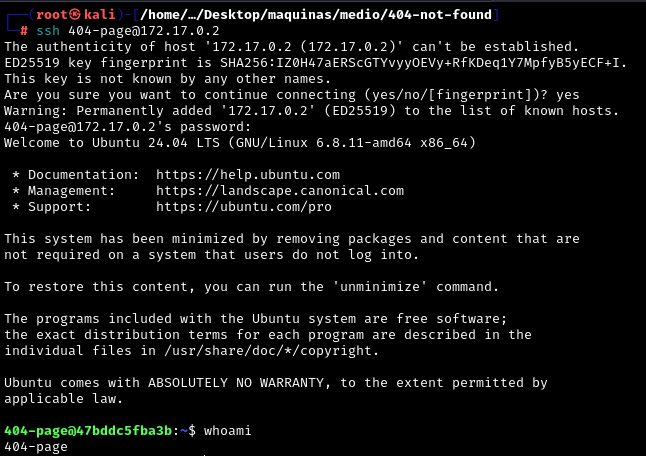 (root㉿kali)-[/home/…/Desktop/maquinas/medio/404-not-found]
# ssh 404-page@172.17.0.2
The authenticity of host '172.17.0.2 (172.17.0.2)' can't be established.
ED25519 key fingerprint is SHA256:IZ0H47aERScGTYvyyOEVy+RfKDeq1Y7MpfyB5yECF+I.
This key is not known by any other names.
Are you sure you want to continue connecting (yes/no/[fingerprint])? yes
Warning: Permanently added '172.17.0.2' (ED25519) to the list of known hosts.
404-page@172.17.0.2's password:
Welcome to Ubuntu 24.04 LTS (GNU/Linux 6.8.11-amd64 x86_64)
* Documentation:  https://help.ubuntu.com
* Management:     https://landscape.canonical.com
* Support:        https://ubuntu.com/pro
This system has been minimized by removing packages and content that are
not required on a system that users do not log into.
To restore this content, you can run the 'unminimize' command.
The programs included with the Ubuntu system are free software;
the exact distribution terms for each program are described in the
individual files in /usr/share/doc/*/copyright.
Ubuntu comes with ABSOLUTELY NO WARRANTY, to the extent permitted by
applicable law.
404-page@47bddc5fba3b:~$ whoami
404-page